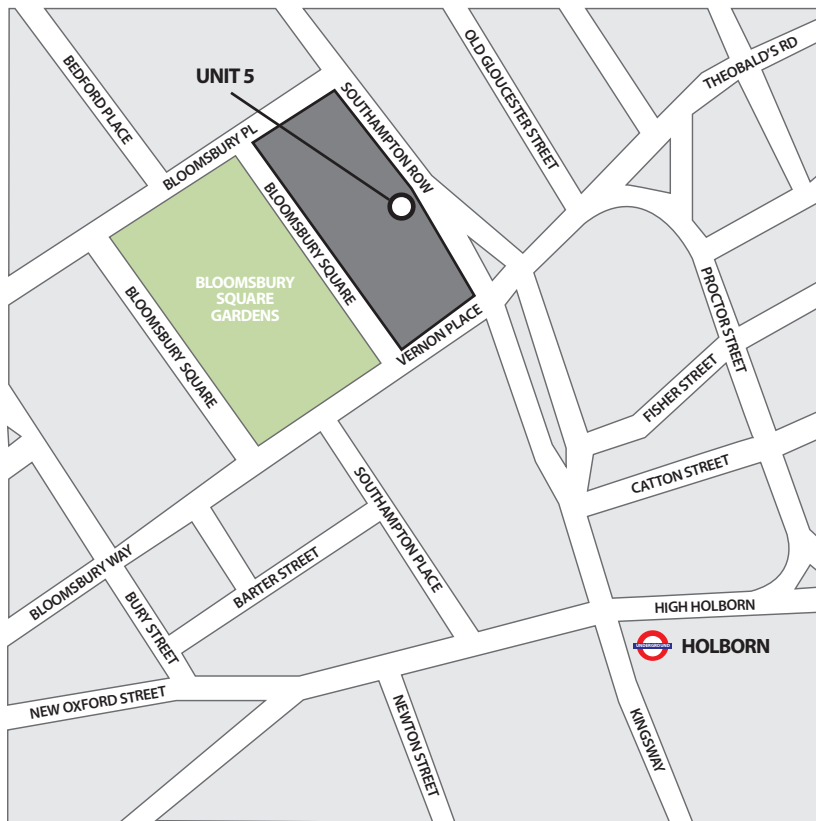 BEDFORD PLACE
OLD GLOUCESTER STREET
THEOBALD'S RD
UNIT 5
SOUTHAMPTON ROW
BLOOMSBURY PL
BLOOMSBURY SQUARE
BLOOMSBURY
SQUARE
GARDENS
BLOOMSBURY SQUARE
VERNON PLACE
PROCTOR STREET
FISHER STREET
CATTON STREET
SOUTHAMPTON PLACE
BLOOMSBURY WAY
BARTER STREET
BURY STREET
HIGH HOLBORN
UNDERGROUND
HOLBORN
NEW OXFORD STREET
NEWTON STREET
KINGSWAY